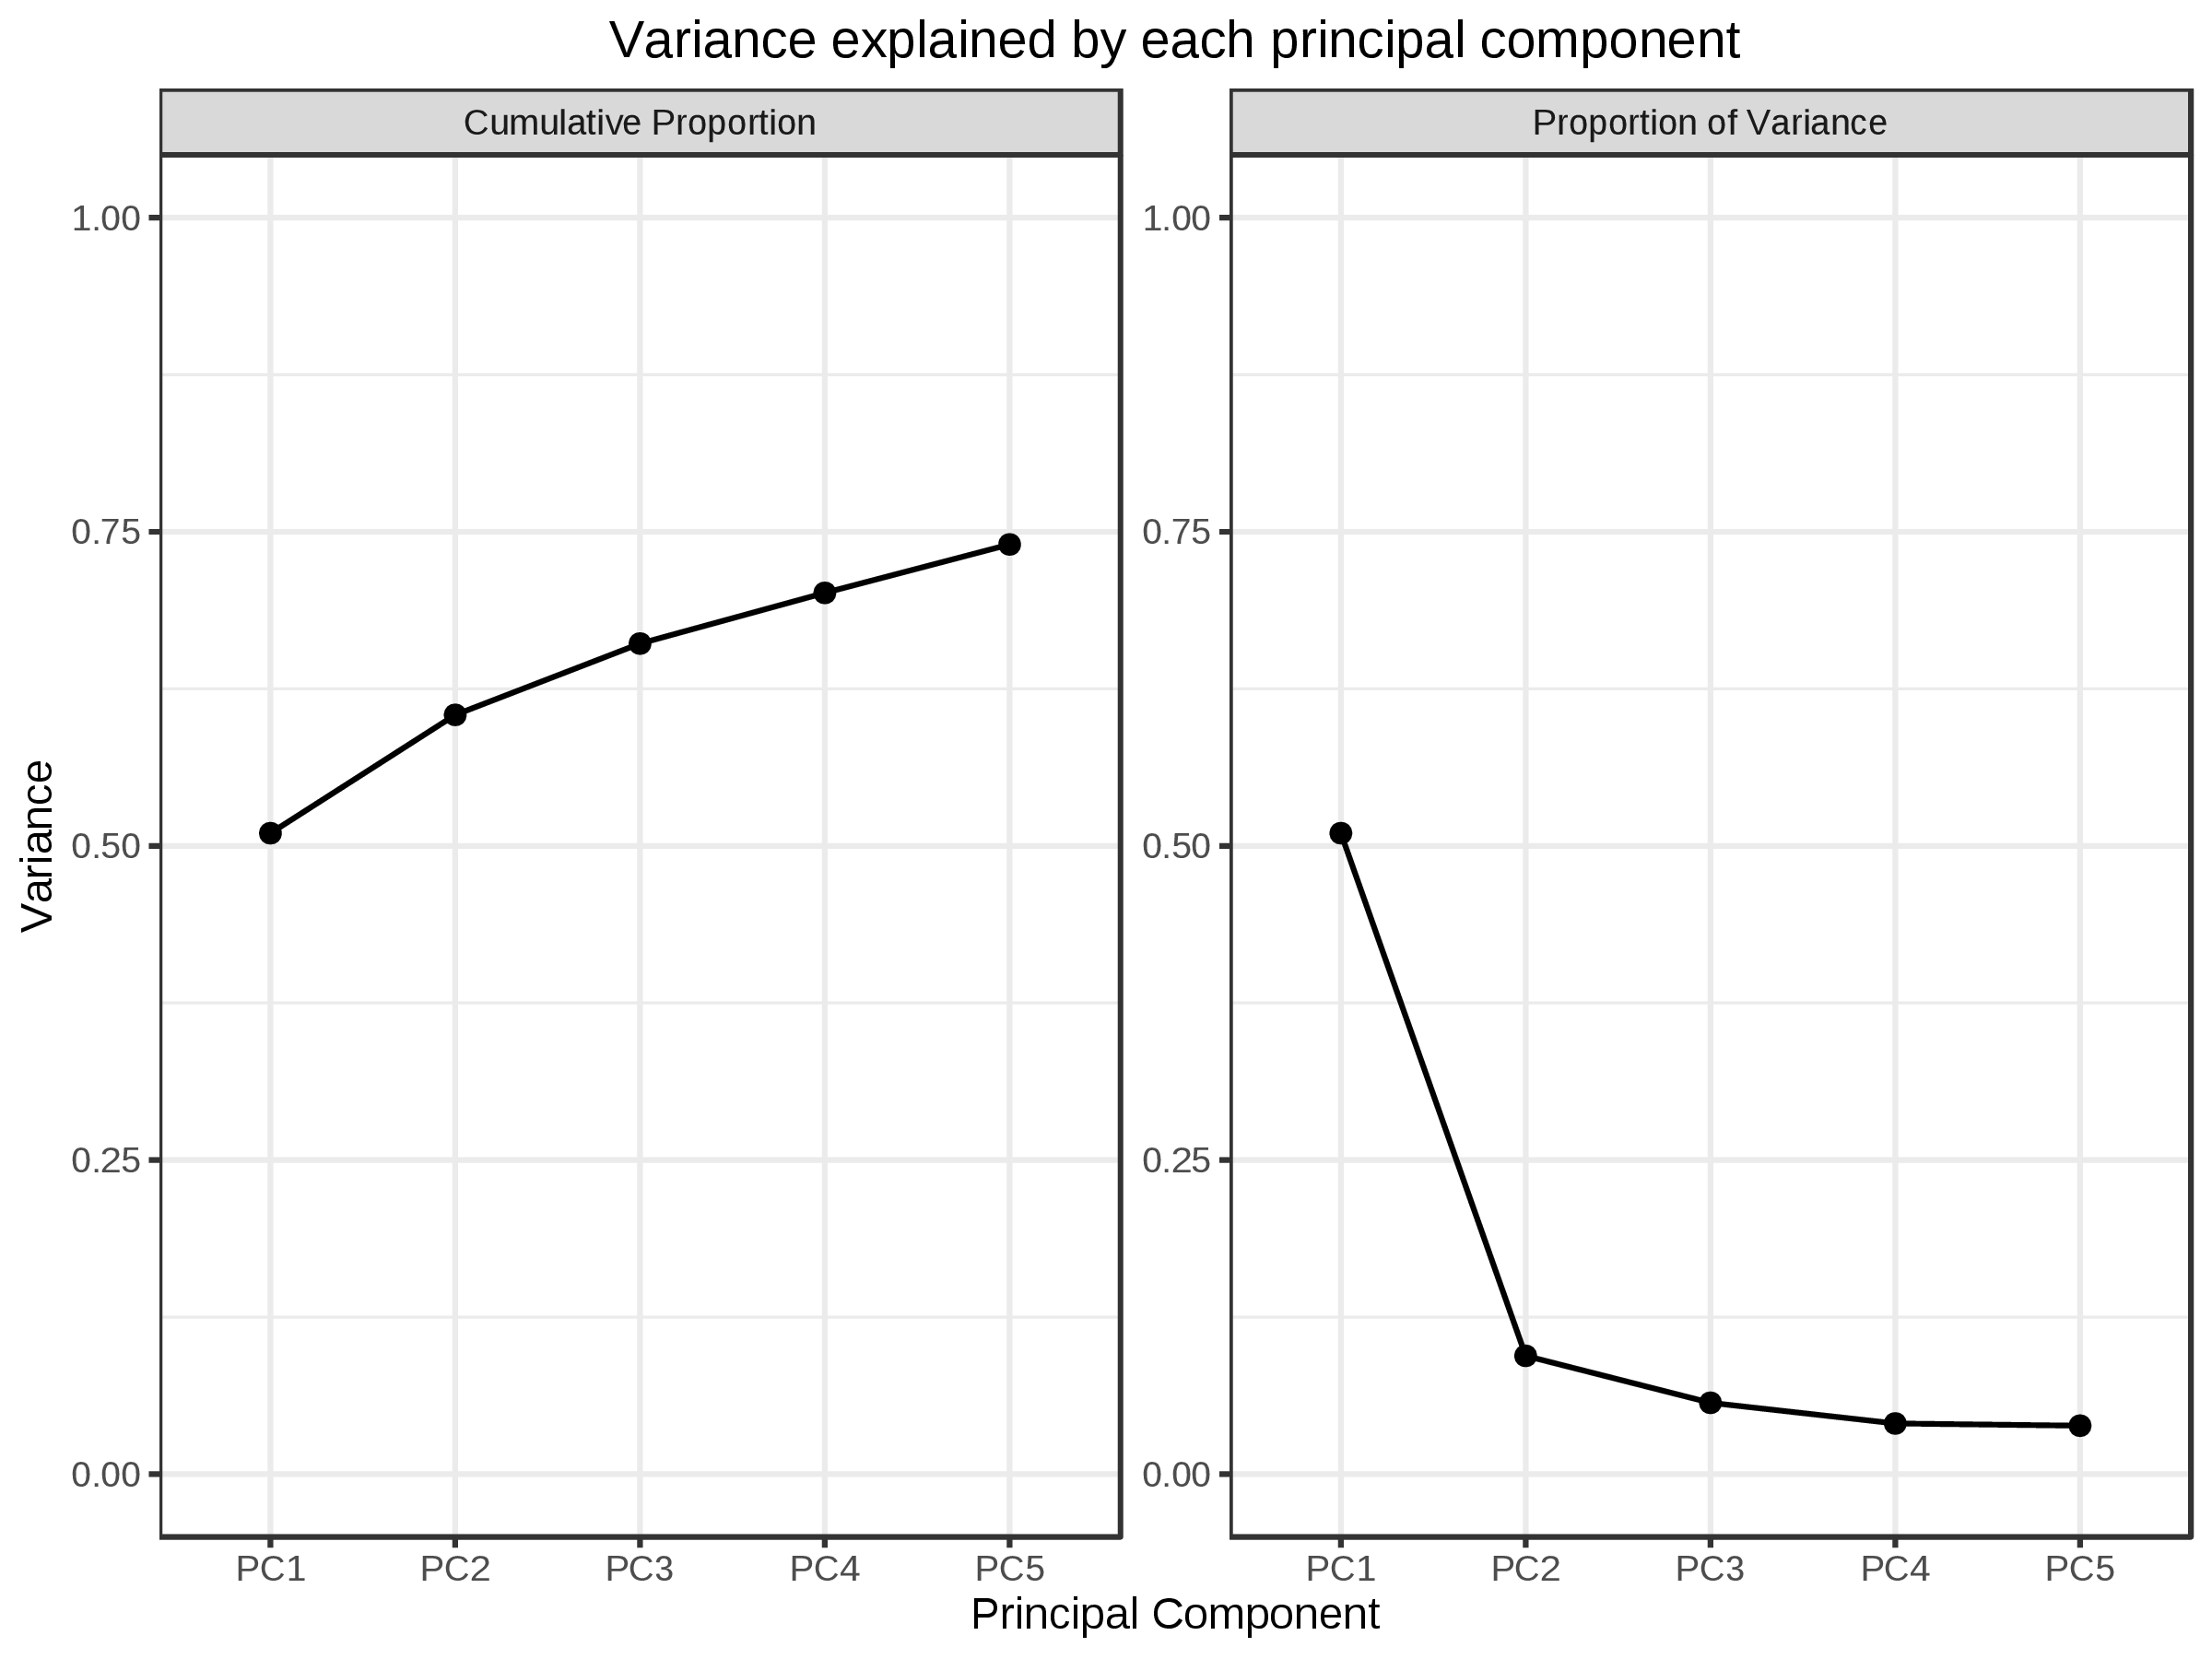 Variance explained by each principal component
Cumulative Proportion
Proportion of Variance
Variance
1.00
0.75
0.50
0.25
0.00
1.00
0.75
0.50
0.25
0.00
PC1 PC2 PC3 PC4 PC5
PC1 PC2 PC3 PC4 PC5
Principal Component